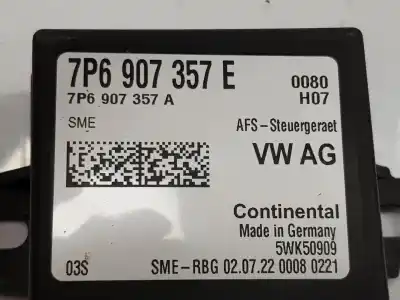 7P6 907 357 E
0080
7P6 907 357 A
H07
SME
AFS-Steuergeraet
VW AG
Continental
Made in Germany
5WK50909
03S
SME-RBG 02.07.22 0008 0221